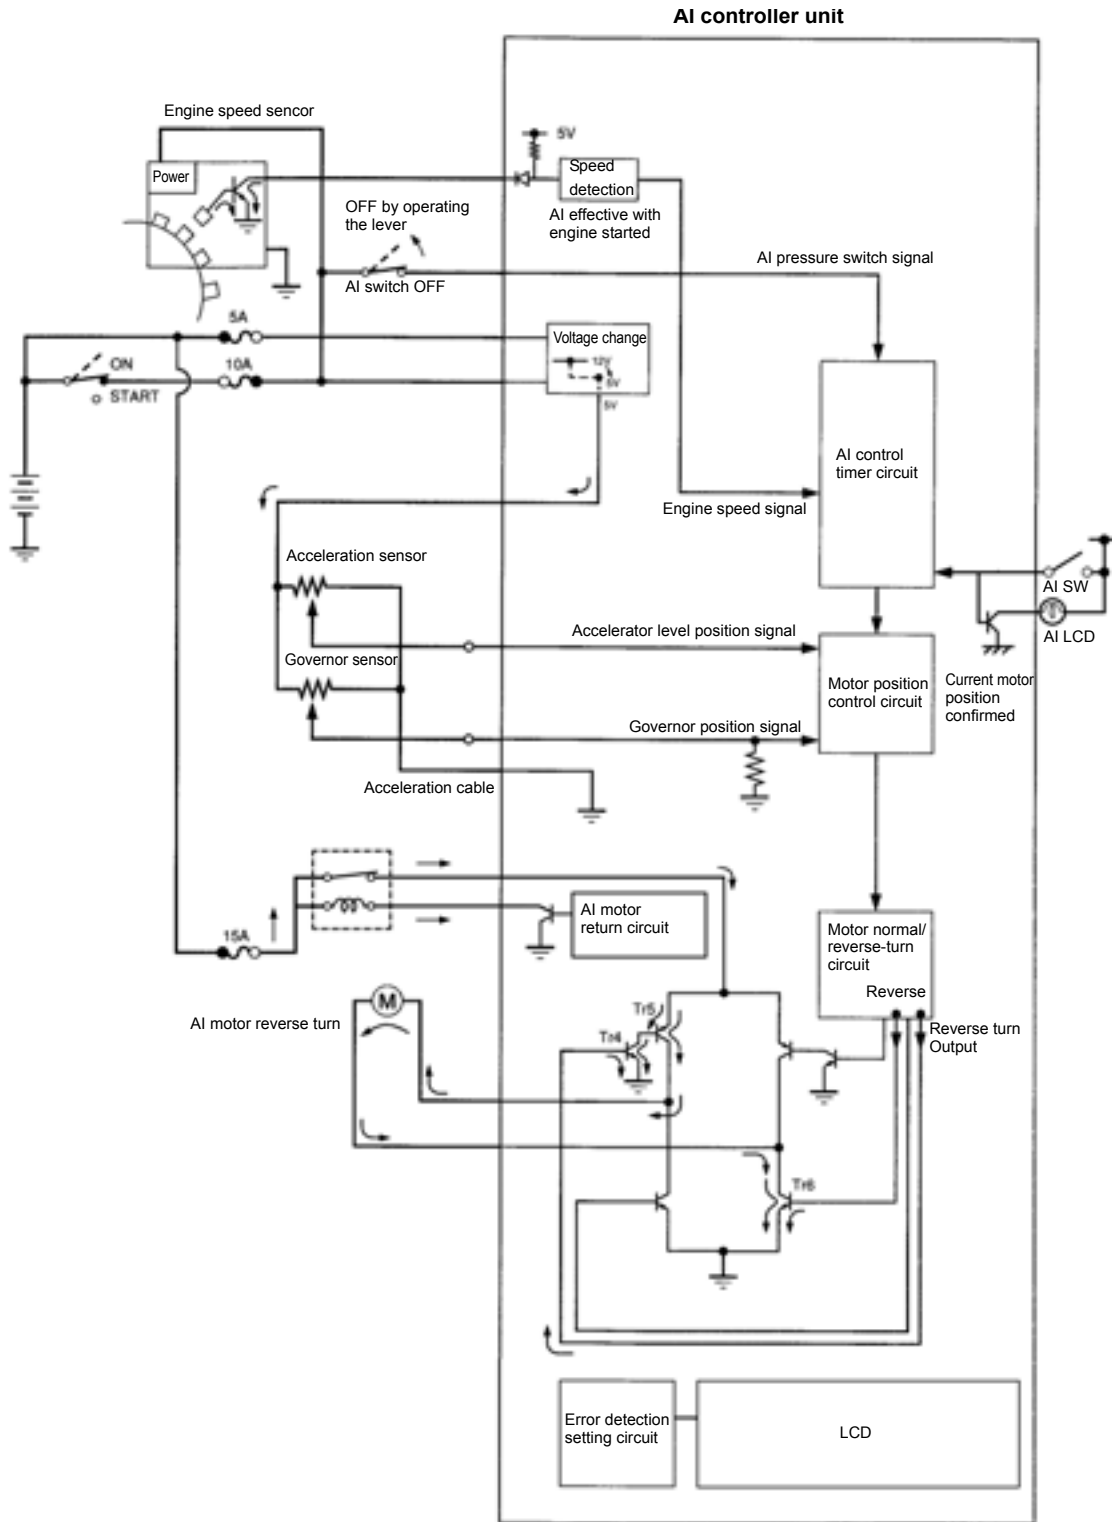 AI controller unit
Engine speed sencor
5V
Power
Speed
detection
OFF by operating
the lever
AI effective with
engine started
AI pressure switch signal
AI switch OFF
5A
Voltage change
12V
5V
5V
ON
10A
START
AI control
timer circuit
Engine speed signal
Acceleration sensor
AI SW
AI LCD
Accelerator level position signal
Governor sensor
Motor position
control circuit
Current motor
position
confirmed
Governor position signal
Acceleration cable
AI motor
return circuit
15A
Motor normal/
reverse-turn
circuit
Reverse
M
AI motor reverse turn
Tr5
Tr4
Reverse turn
Output
Tr6
Error detection
setting circuit
LCD